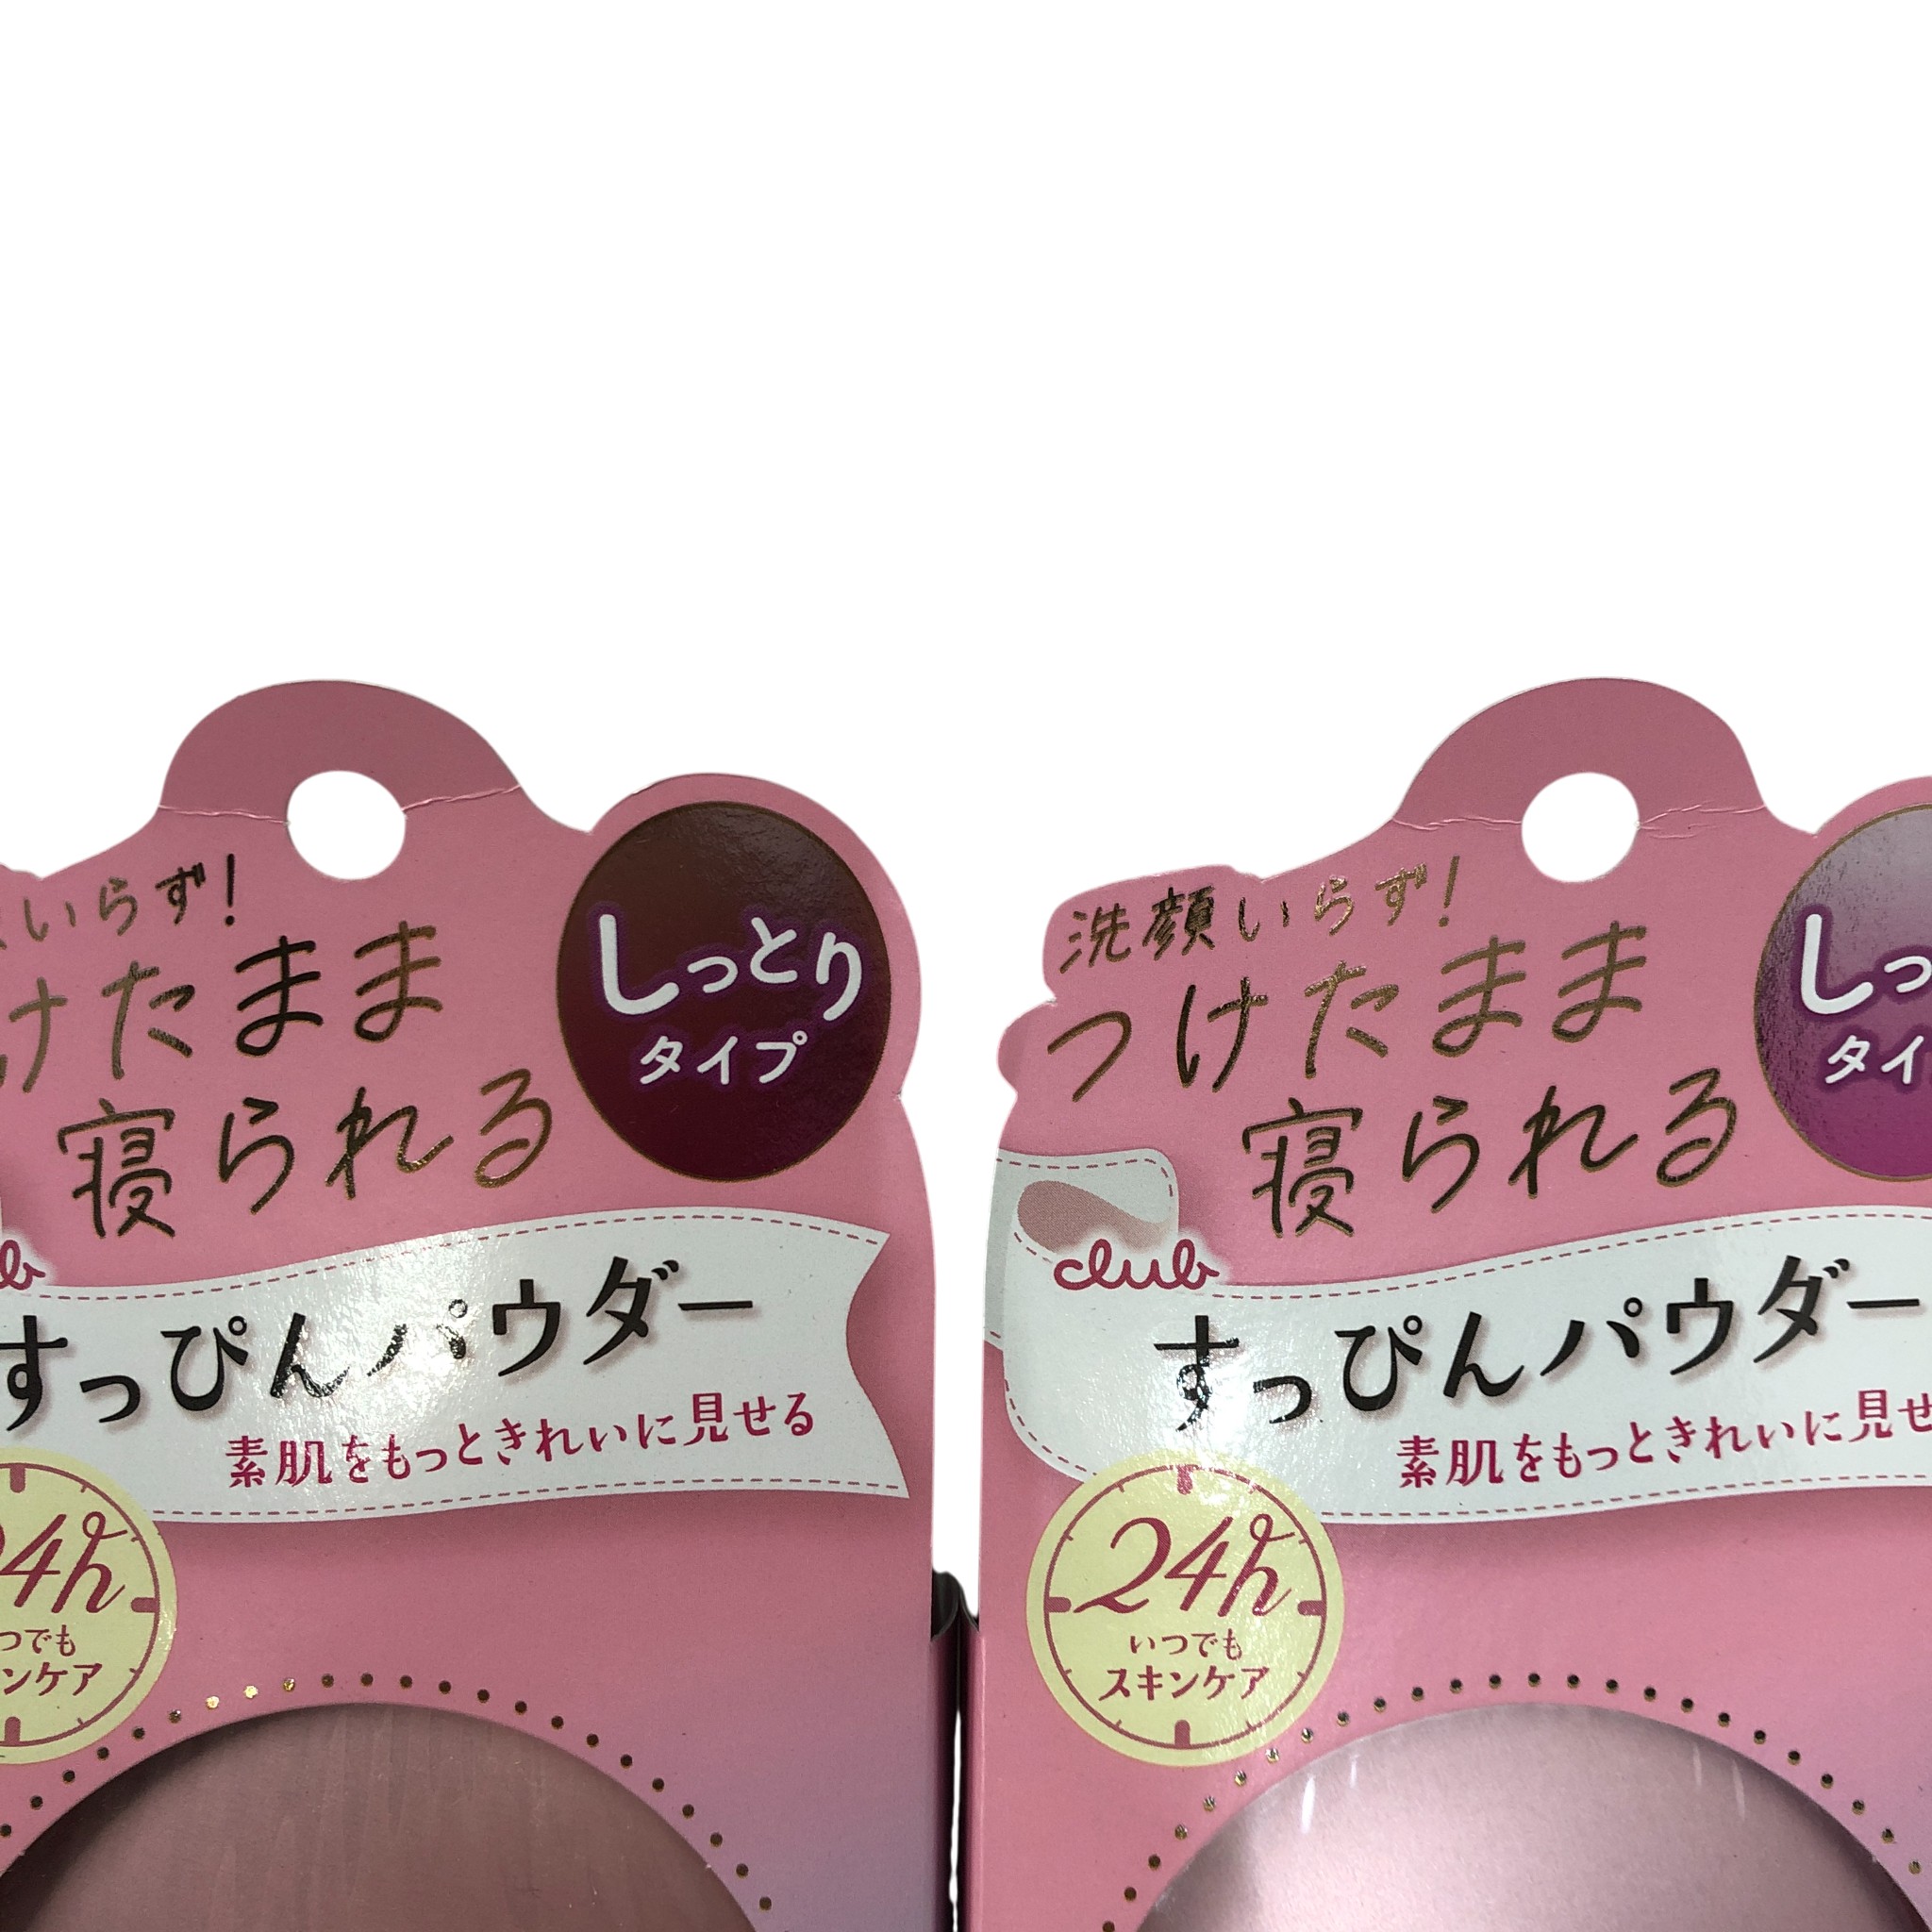 いらず!
けたまま
寝られる
しっとり
タイプ
すっぴんパウダー
素肌をもっときれいに見せる
24h
つでも
ンケア
洗顔いらず!
つけたまま
寝られる
しっ
タイ
club
すっぴんパウダー
素肌をもっときれいに見せ
24h
いつでも
スキンケア